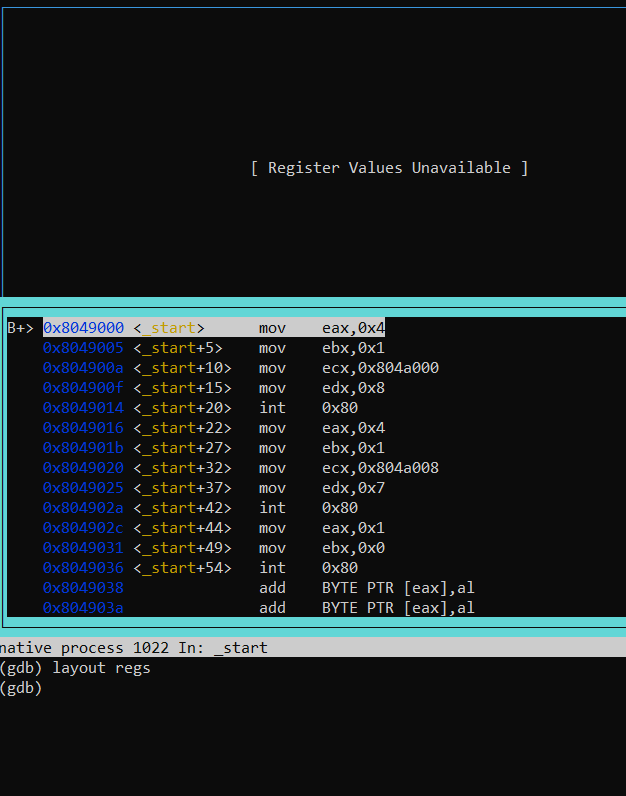 [ Register Values Unavailable ]
B+> 0x8049000 <_start> mov eax,0x4
0x8049005 <_start+5> mov ebx,0x1
0x804900a <_start+10> mov ecx,0x804a000
0x804900f <_start+15> mov edx,0x8
0x8049014 <_start+20> int 0x80
0x8049016 <_start+22> mov eax,0x4
0x804901b <_start+27> mov ebx,0x1
0x8049020 <_start+32> mov ecx,0x804a008
0x8049025 <_start+37> mov edx,0x7
0x804902a <_start+42> int 0x80
0x804902c <_start+44> mov eax,0x1
0x8049031 <_start+49> mov ebx,0x0
0x8049036 <_start+54> int 0x80
0x8049038 add BYTE PTR [eax],al
0x804903a add BYTE PTR [eax],al
native process 1022 In: _start
(gdb) layout regs
(gdb)